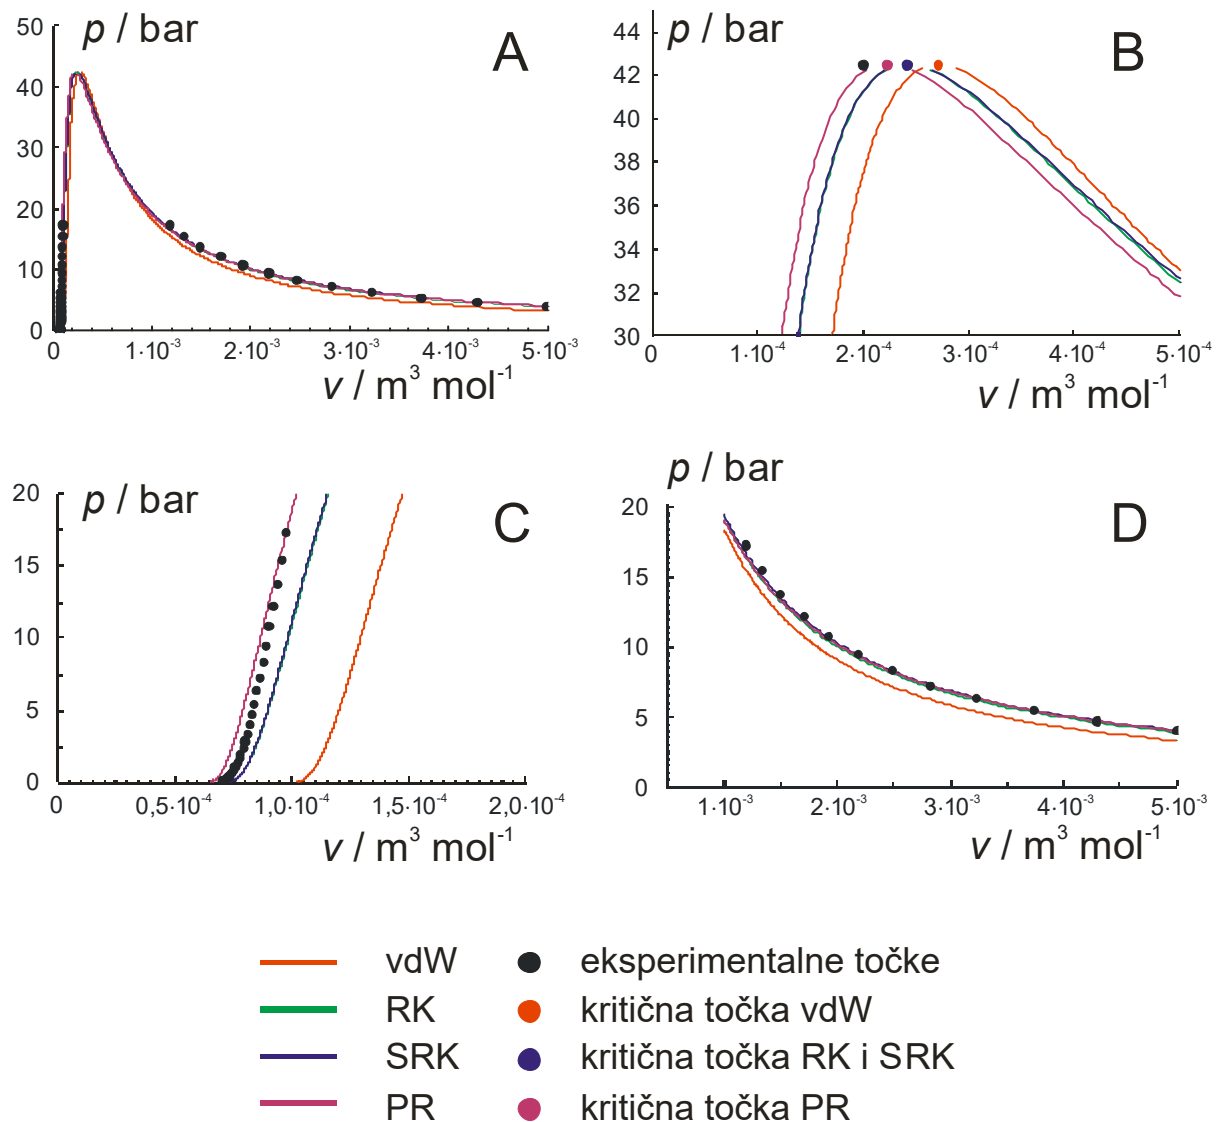 p / bar
A
50
40
30
20
10
0
0
1·10⁻³
2·10⁻³
3·10⁻³
4·10⁻³
5·10⁻³
v / m³ mol⁻¹
p / bar
B
44
42
40
38
36
34
32
30
0
1·10⁻⁴
2·10⁻⁴
3·10⁻⁴
4·10⁻⁴
5·10⁻⁴
v / m³ mol⁻¹
p / bar
C
20
15
10
5
0
0
0,5·10⁻⁴
1,0·10⁻⁴
1,5·10⁻⁴
2,0·10⁻⁴
v / m³ mol⁻¹
p / bar
D
20
15
10
5
0
1·10⁻³
2·10⁻³
3·10⁻³
4·10⁻³
5·10⁻³
v / m³ mol⁻¹
vdW eksperimentalne točke
RK kritična točka vdW
SRK kritična točka RK i SRK
PR kritična točka PR